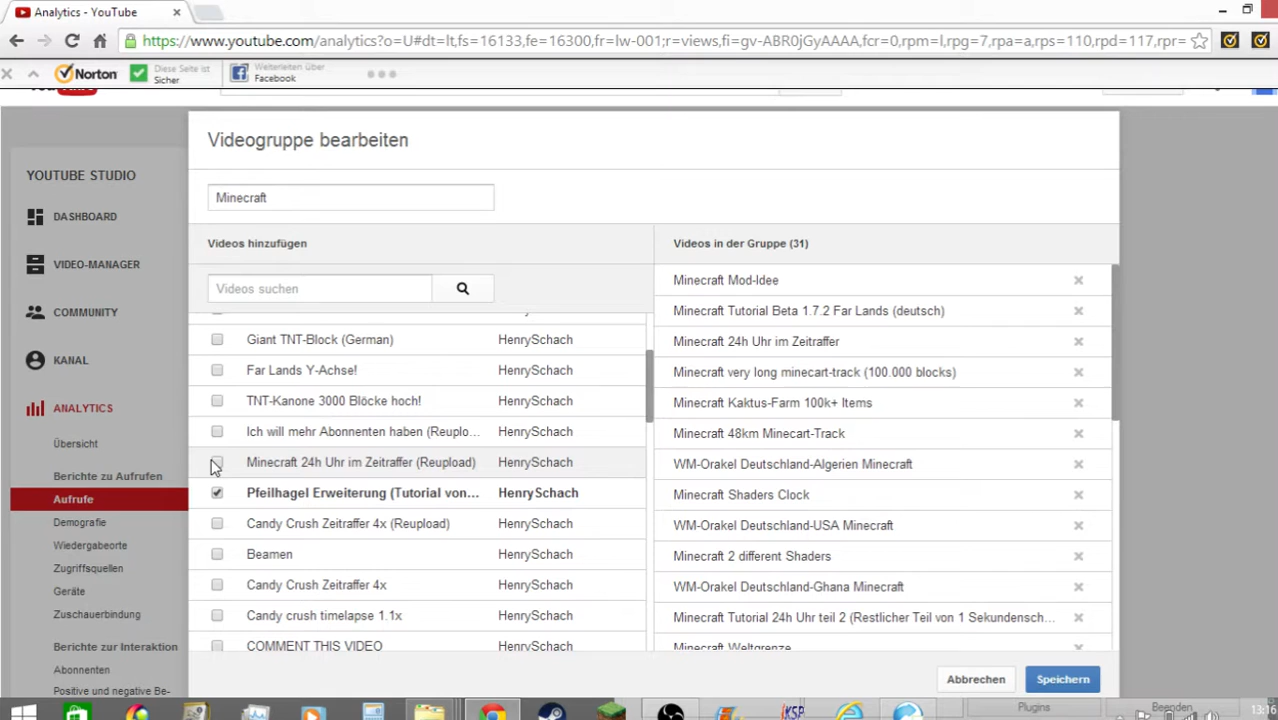 Analytics - YouTube
https://www.youtube.com/analytics?o=U#dt=lt,fs=16133,fe=16300,fr=lw-001;r=views,fi=gv-ABR0jGyAAAA,fcr=0,rpm=l,rpg=7,rpa=a,rps=110,rpd=117,rpr=
Norton
Diese Seite ist
Sicher
Weiterleiten über
Facebook
Videogruppe bearbeiten
YOUTUBE STUDIO
DASHBOARD
VIDEO-MANAGER
COMMUNITY
KANAL
ANALYTICS
Übersicht
Berichte zu Aufrufen
Aufrufe
Demografie
Wiedergabeorte
Zugriffsquellen
Geräte
Zuschauerbindung
Berichte zur Interaktion
Abonnenten
Positive und negative Be-
Minecraft
Videos hinzufügen
Videos suchen
Giant TNT-Block (German) HenrySchach
Far Lands Y-Achse! HenrySchach
TNT-Kanone 3000 Blöcke hoch! HenrySchach
Ich will mehr Abonnenten haben (Reuplo... HenrySchach
Minecraft 24h Uhr im Zeitraffer (Reupload) HenrySchach
Pfeilhagel Erweiterung (Tutorial von... HenrySchach
Candy Crush Zeitraffer 4x (Reupload) HenrySchach
Beamen HenrySchach
Candy Crush Zeitraffer 4x HenrySchach
Candy crush timelapse 1.1x HenrySchach
COMMENT THIS VIDEO HenrySchach
Videos in der Gruppe (31)
Minecraft Mod-Idee
Minecraft Tutorial Beta 1.7.2 Far Lands (deutsch)
Minecraft 24h Uhr im Zeitraffer
Minecraft very long minecart-track (100.000 blocks)
Minecraft Kaktus-Farm 100k+ Items
Minecraft 48km Minecart-Track
WM-Orakel Deutschland-Algerien Minecraft
Minecraft Shaders Clock
WM-Orakel Deutschland-USA Minecraft
Minecraft 2 different Shaders
WM-Orakel Deutschland-Ghana Minecraft
Minecraft Tutorial 24h Uhr teil 2 (Restlicher Teil von 1 Sekundensch...
Minecraft Weltgrenze
Abbrechen
Speichern
KSP
Plugins
Beenden
13:16